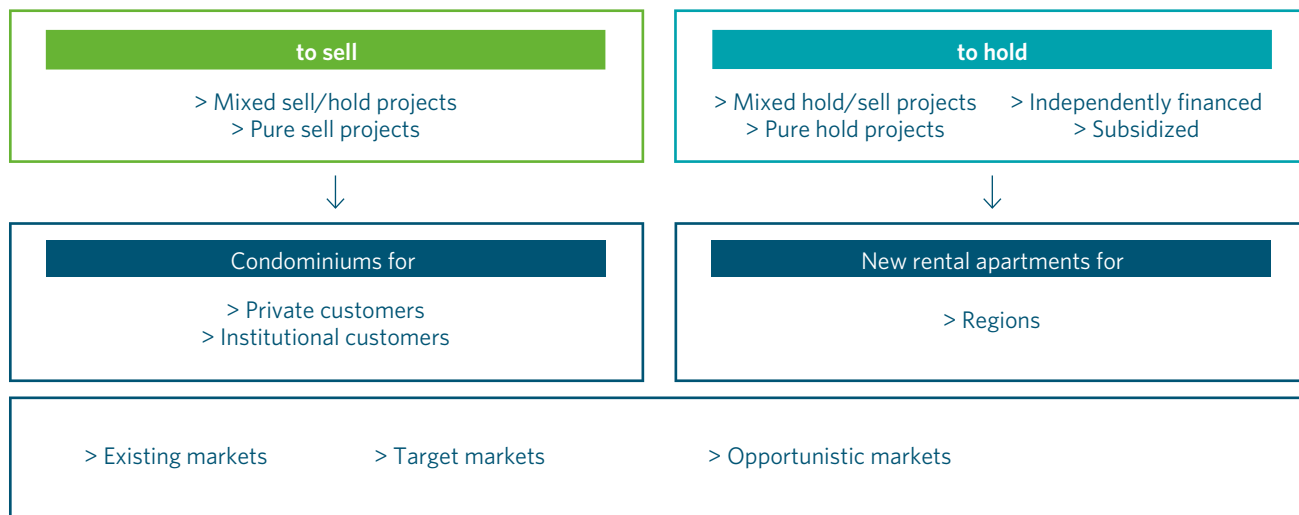 to sell
> Mixed sell/hold projects
> Pure sell projects
to hold
> Mixed hold/sell projects
> Pure hold projects
> Independently financed
> Subsidized
Condominiums for
> Private customers
> Institutional customers
New rental apartments for
> Regions
> Existing markets
> Target markets
> Opportunistic markets